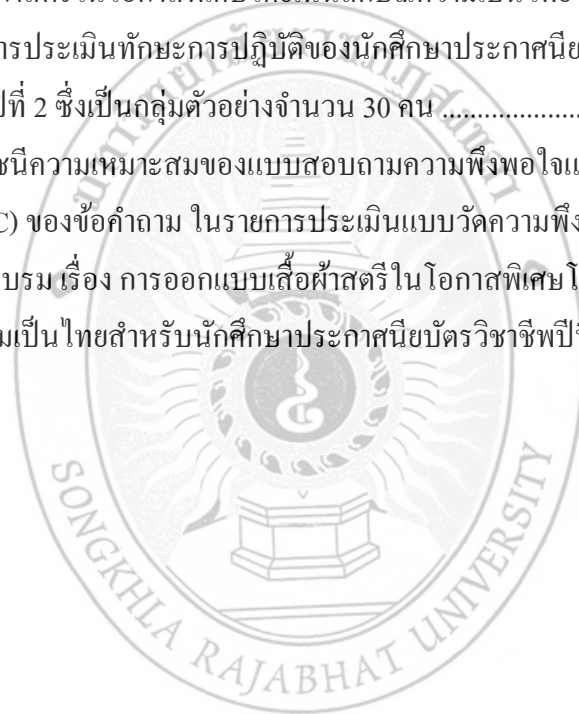 การประเมินทักษะการปฏิบัติของนักศึกษาประกาศนีย
ปีที่ 2 ซึ่งเป็นกลุ่มตัวอย่างจำนวน 30 คน ....................
ชนีความเหมาะสมของแบบสอบถามความพึงพอใจแ
C) ของข้อคำถาม ในรายการประเมินแบบวัดความพึง
บรม เรื่อง การออกแบบเสื้อผ้าสตรีในโอกาสพิเศษโ
มเป็นไทยสำหรับนักศึกษาประกาศนียบัตรวิชาชีพปีที่
SONGKHLA RAJABHAT UNIVERSITY